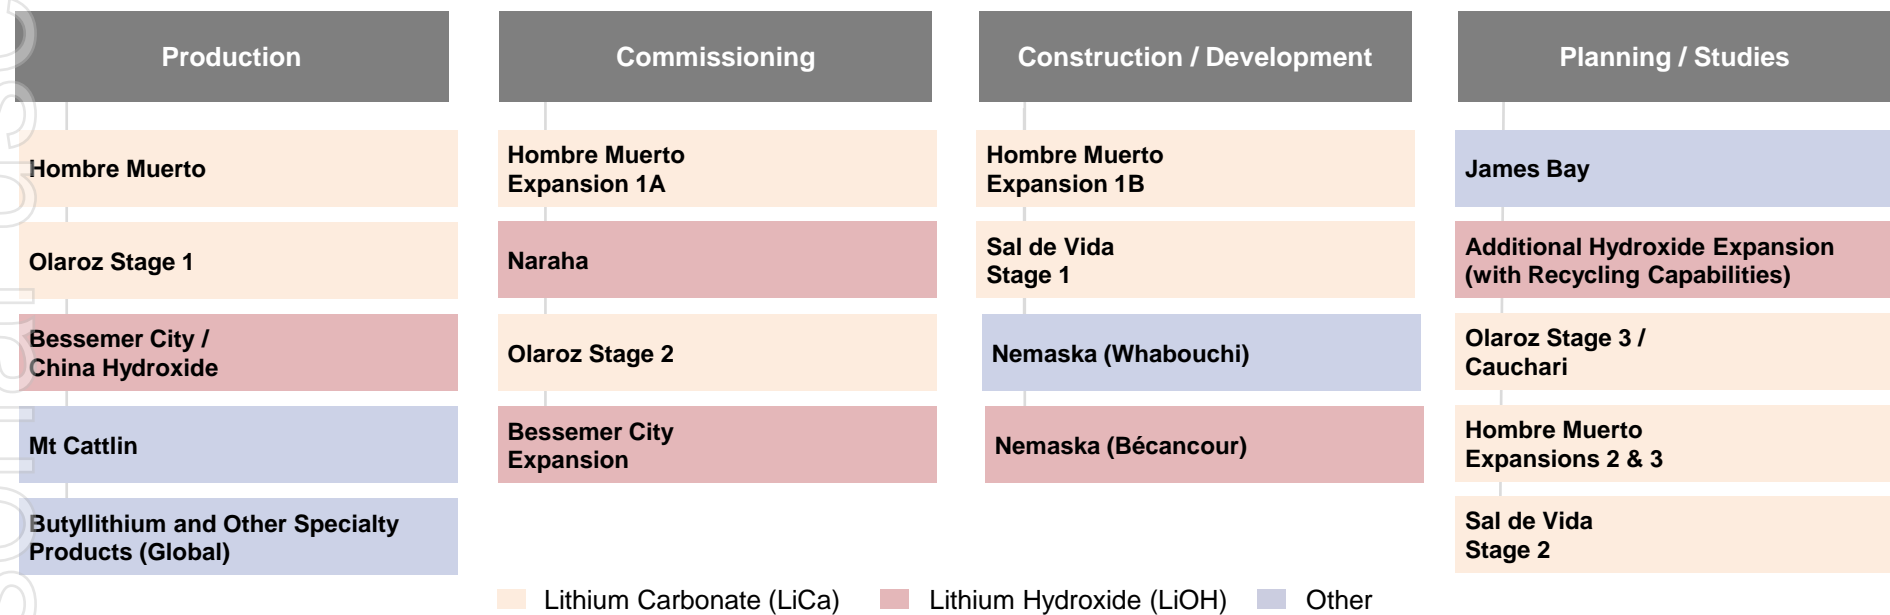 Production
Hombre Muerto
Olaroz Stage 1
Bessemer City /
China Hydroxide
Mt Cattlin
Butyllithium and Other Specialty
Products (Global)
Commissioning
Hombre Muerto
Expansion 1A
Naraha
Olaroz Stage 2
Bessemer City
Expansion
Construction / Development
Hombre Muerto
Expansion 1B
Sal de Vida
Stage 1
Nemaska (Whabouchi)
Nemaska (Bécancour)
Planning / Studies
James Bay
Additional Hydroxide Expansion
(with Recycling Capabilities)
Olaroz Stage 3 /
Cauchari
Hombre Muerto
Expansions 2 & 3
Sal de Vida
Stage 2
Lithium Carbonate (LiCa)
Lithium Hydroxide (LiOH)
Other